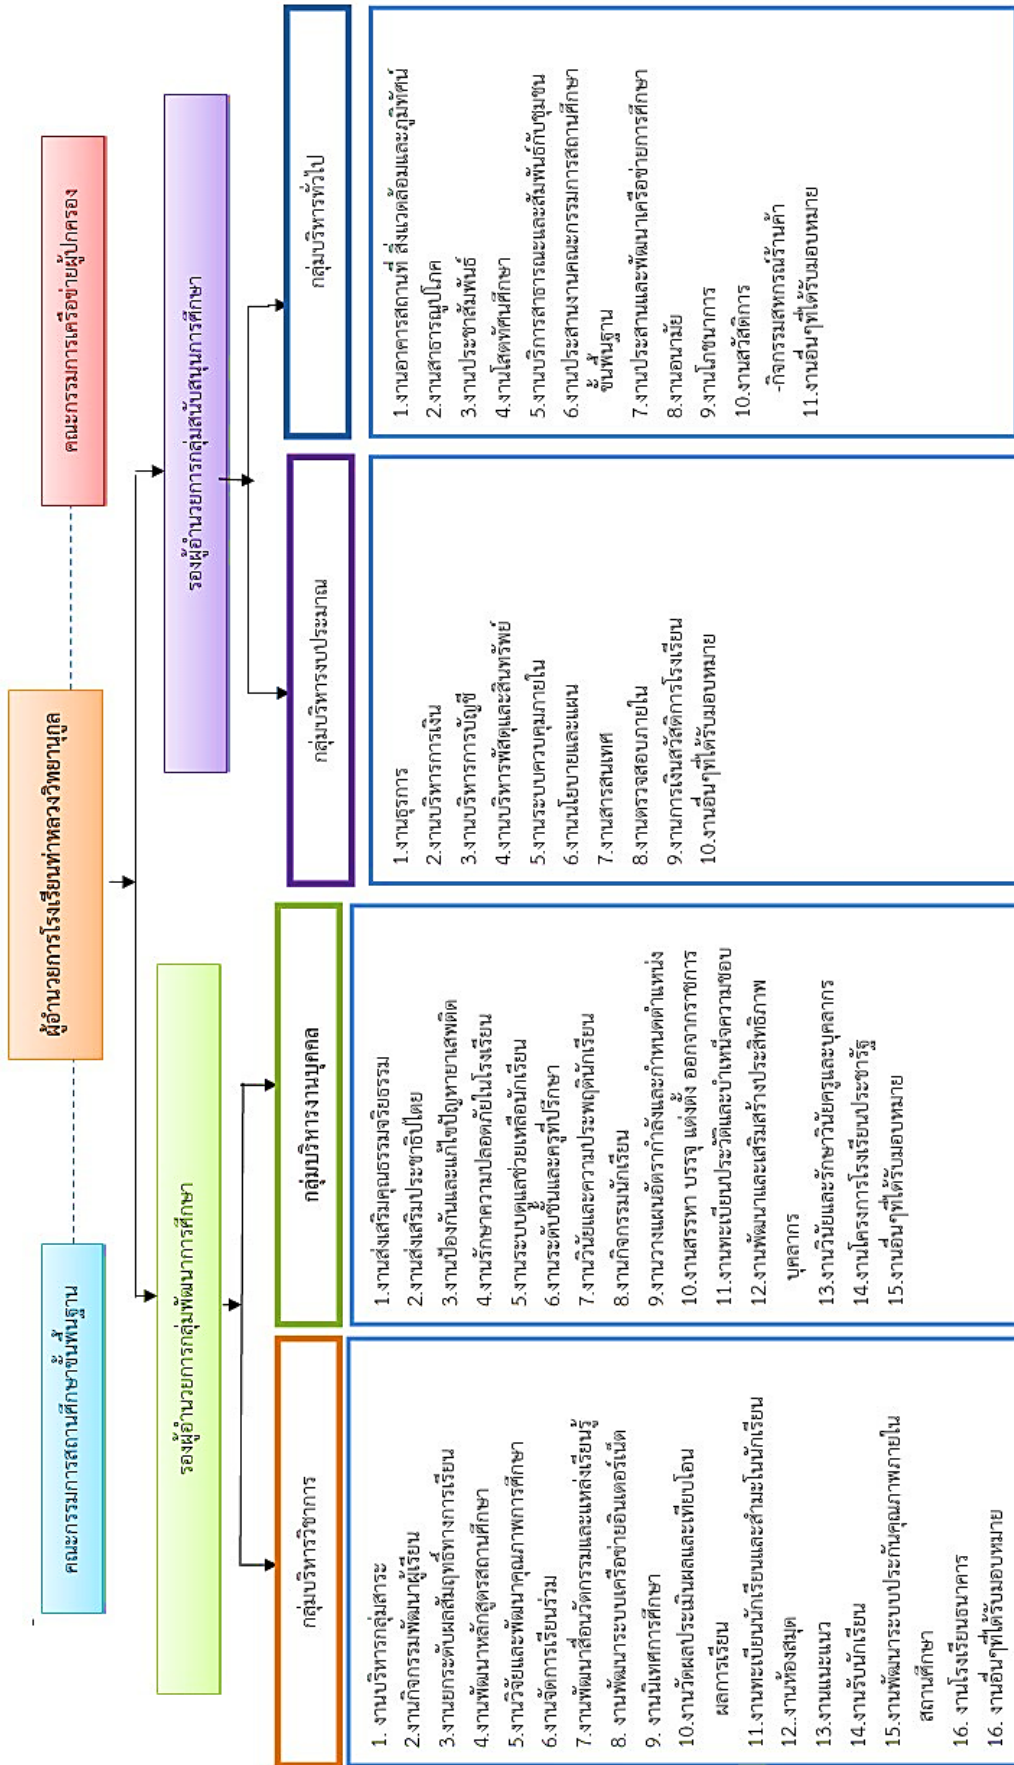 ผู้อำนวยการโรงเรียนท่าหลวงวิทยานุกูล
คณะกรรมการสถานศึกษาขั้นพื้นฐาน
คณะกรรมการเครือข่ายผู้ปกครอง
รองผู้อำนวยการกลุ่มพัฒนาการศึกษา
รองผู้อำนวยการกลุ่มสนับสนุนการศึกษา
กลุ่มบริหารวิชาการ
1. งานบริหารกลุ่มสาระ
2.งานกิจกรรมพัฒนาผู้เรียน
3.งานยกระดับผลสัมฤทธิ์ทางการเรียน
4.งานพัฒนาหลักสูตรสถานศึกษา
5.งานวิจัยและพัฒนาคุณภาพการศึกษา
6.งานจัดการเรียนร่วม
7.งานพัฒนาสื่อนวัตกรรมและแหล่งเรียนรู้
8. งานพัฒนาระบบเครือข่ายอินเตอร์เน็ต
9. งานนิเทศการศึกษา
10.งานวัดผลประเมินผลและเทียบโอน
ผลการเรียน
11.งานทะเบียนนักเรียนและสำมะโนนักเรียน
12..งานห้องสมุด
13.งานแนะแนว
14.งานรับนักเรียน
15.งานพัฒนาระบบประกันคุณภาพภายใน
สถานศึกษา
16. งานโรงเรียนธนาคาร
16. งานอื่นๆที่ได้รับมอบหมาย
กลุ่มบริหารงานบุคคล
1.งานส่งเสริมคุณธรรมจริยธรรม
2.งานส่งเสริมประชาธิปไตย
3.งานป้องกันและแก้ไขปัญหายาเสพติด
4.งานรักษาความปลอดภัยในโรงเรียน
5.งานระบบดูแลช่วยเหลือนักเรียน
6.งานระดับชั้นและครูที่ปรึกษา
7.งานวินัยและความประพฤตินักเรียน
8.งานกิจกรรมนักเรียน
9.งานวางแผนอัตรากำลังและกำหนดตำแหน่ง
10.งานสรรหา บรรจุ แต่งตั้ง ออกจากราชการ
11.งานทะเบียนประวัติและบำเหน็จความชอบ
12.งานพัฒนาและเสริมสร้างประสิทธิภาพ
บุคลากร
13.งานวินัยและรักษาวินัยครูและบุคลากร
14.งานโครงการโรงเรียนประชารัฐ
15.งานอื่นๆที่ได้รับมอบหมาย
กลุ่มบริหารงบประมาณ
1.งานธุรการ
2.งานบริหารการเงิน
3.งานบริหารการบัญชี
4.งานบริหารพัสดุและสินทรัพย์
5.งานระบบควบคุมภายใน
6.งานนโยบายและแผน
7.งานสารสนเทศ
8.งานตรวจสอบภายใน
9.งานการเงินสวัสดิการโรงเรียน
10.งานอื่นๆที่ได้รับมอบหมาย
กลุ่มบริหารทั่วไป
1.งานอาคารสถานที่ สิ่งแวดล้อมและภูมิทัศน์
2.งานสาธารณูปโภค
3.งานประชาสัมพันธ์
4.งานโสตทัศนศึกษา
5.งานบริการสาธารณะและสัมพันธ์กับชุมชน
6.งานประสานงานคณะกรรมการสถานศึกษา
ขั้นพื้นฐาน
7.งานประสานและพัฒนาเครือข่ายการศึกษา
8.งานอนามัย
9.งานโภชนาการ
10.งานสวัสดิการ
-กิจกรรมสหกรณ์ร้านค้า
11.งานอื่นๆที่ได้รับมอบหมาย